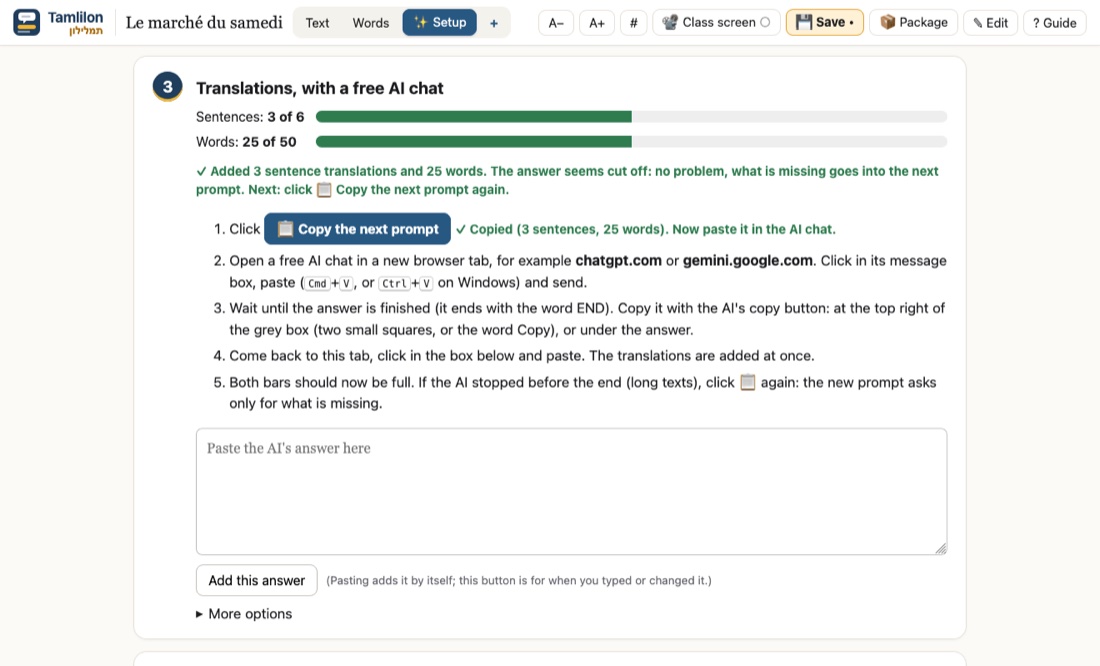 Tamlilon
תמלילון
Le marché du samedi
Text Words ✨ Setup +
A− A+ # Class screen Save • Package ✎ Edit ? Guide
3 Translations, with a free AI chat
Sentences: 3 of 6
Words: 25 of 50
✓ Added 3 sentence translations and 25 words. The answer seems cut off: no problem, what is missing goes into the next
prompt. Next: click 📋 Copy the next prompt again.
1. Click 📋 Copy the next prompt ✓ Copied (3 sentences, 25 words). Now paste it in the AI chat.
2. Open a free AI chat in a new browser tab, for example chatgpt.com or gemini.google.com. Click in its message
box, paste (Cmd+V, or Ctrl+V on Windows) and send.
3. Wait until the answer is finished (it ends with the word END). Copy it with the AI's copy button: at the top right of
the grey box (two small squares, or the word Copy), or under the answer.
4. Come back to this tab, click in the box below and paste. The translations are added at once.
5. Both bars should now be full. If the AI stopped before the end (long texts), click 📋 again: the new prompt asks
only for what is missing.
Paste the AI's answer here
Add this answer (Pasting adds it by itself; this button is for when you typed or changed it.)
▸ More options